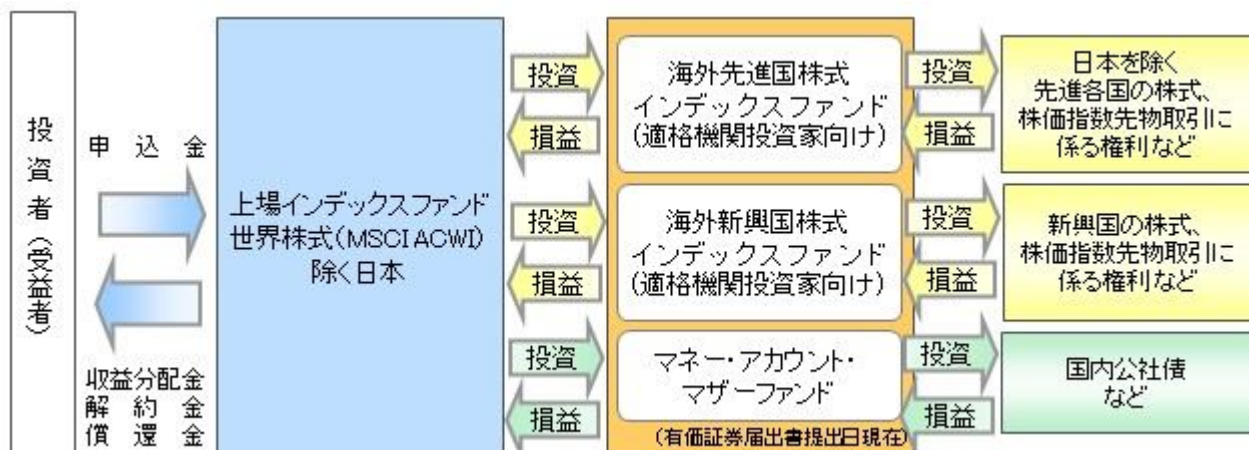 投資者(受益者)
申込金
収益分配金
解約金
償還金
上場インデックスファンド
世界株式(MSCI ACWI)
除く日本
投資
損益
投資
損益
投資
損益
海外先進国株式
インデックスファンド
(適格機関投資家向け)
海外新興国株式
インデックスファンド
(適格機関投資家向け)
マネー・アカウント・
マザーファンド
(有価証券届出書提出日現在)
投資
損益
投資
損益
投資
損益
日本を除く
先進各国の株式、
株価指数先物取引に
係る権利など
新興国の株式、
株価指数先物取引に
係る権利など
国内公社債
など